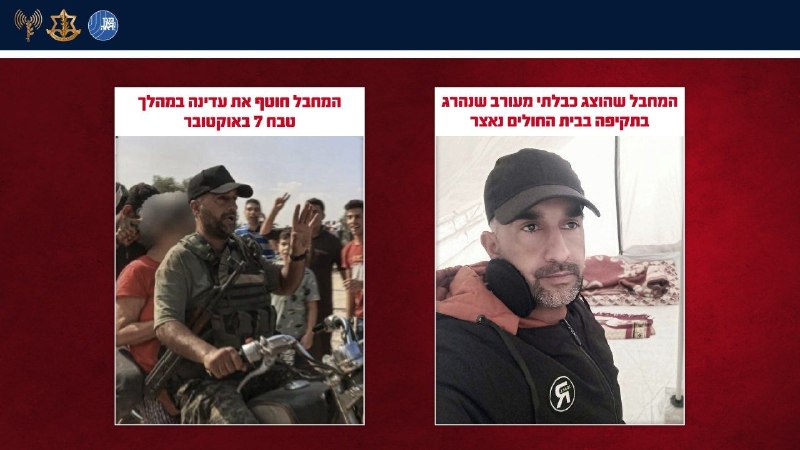 המחבל שהוצג כבלתי מעורב שנהרג
בתקיפה בבית החולים נאצר
המחבל חוטף את עדינה במהלך
טבח 7 באוקטובר